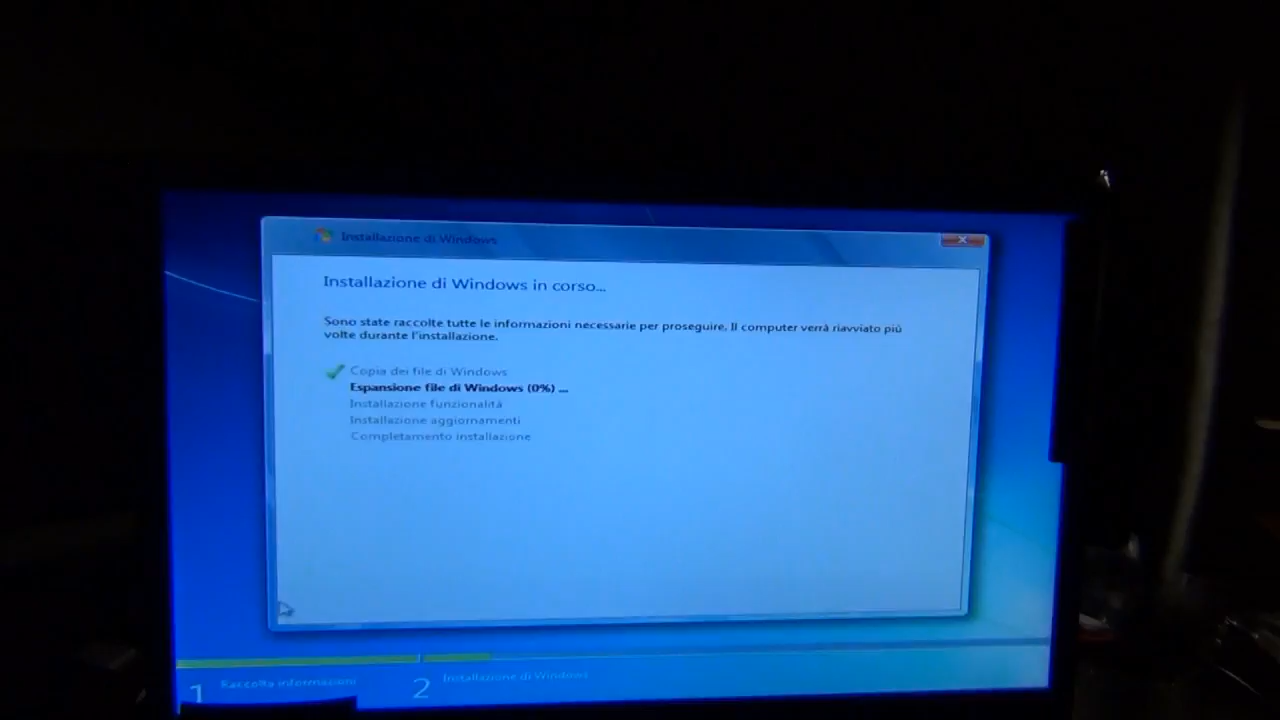 Installazione di Windows
Installazione di Windows in corso...
Sono state raccolte tutte le informazioni necessarie per proseguire. Il computer verrà riavviato più
volte durante l'installazione.
Copia dei file di Windows
Espansione file di Windows (0%) ...
Installazione funzionalità
Installazione aggiornamenti
Completamento installazione
1 Raccolta informazioni
2 Installazione di Windows